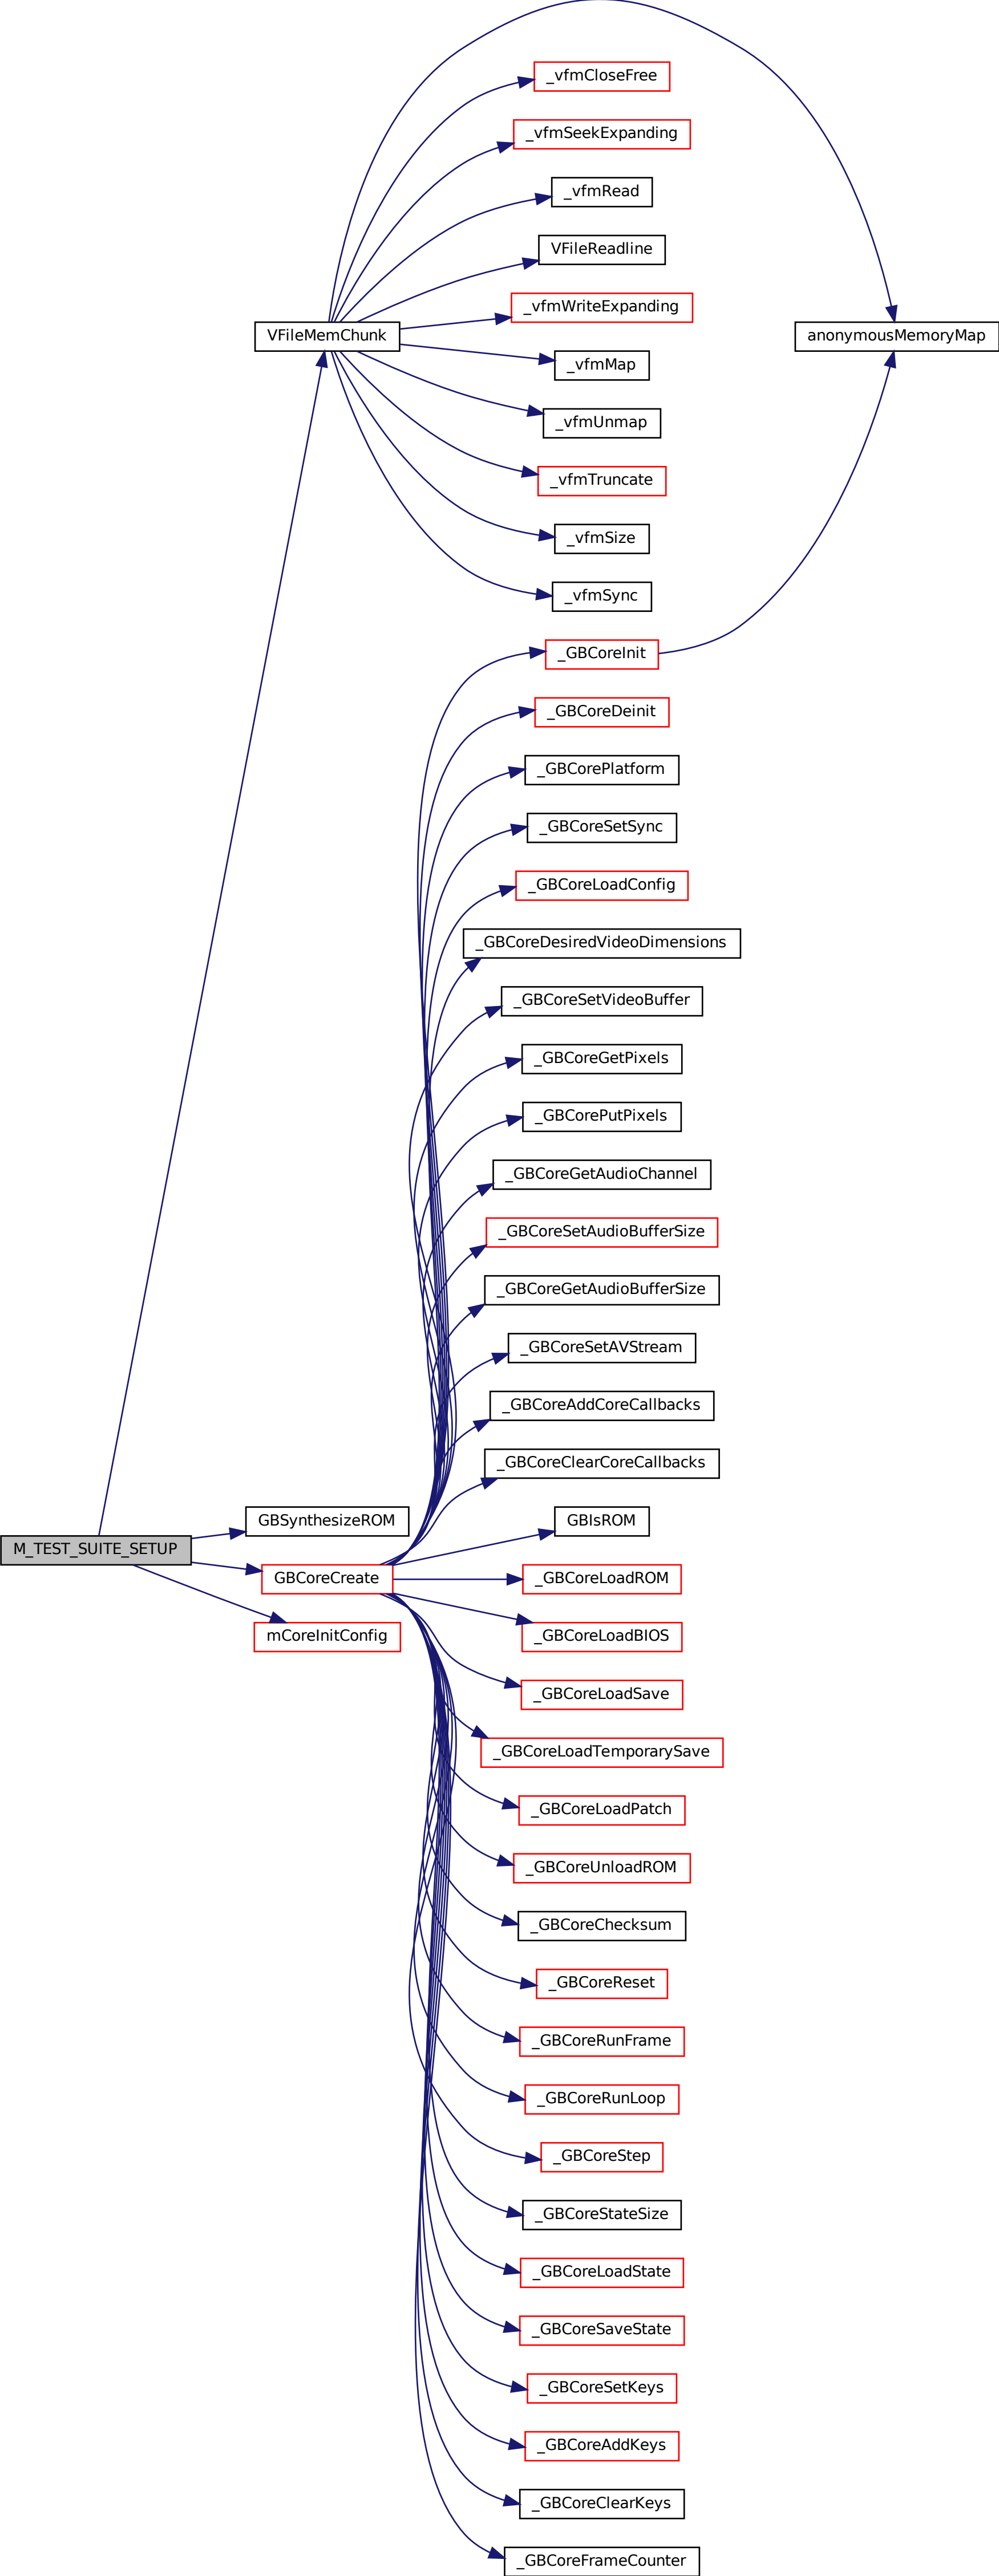 _vfmCloseFree
_vfmSeekExpanding
_vfmRead
VFileReadline
_vfmWriteExpanding
VFileMemChunk
anonymousMemoryMap
_vfmMap
_vfmUnmap
_vfmTruncate
_vfmSize
_vfmSync
_GBCoreInit
_GBCoreDeinit
_GBCorePlatform
_GBCoreSetSync
_GBCoreLoadConfig
_GBCoreDesiredVideoDimensions
_GBCoreSetVideoBuffer
_GBCoreGetPixels
_GBCorePutPixels
_GBCoreGetAudioChannel
_GBCoreSetAudioBufferSize
_GBCoreGetAudioBufferSize
_GBCoreSetAVStream
_GBCoreAddCoreCallbacks
_GBCoreClearCoreCallbacks
GBSynthesizeROM
GBIsROM
M_TEST_SUITE_SETUP
GBCoreCreate
_GBCoreLoadROM
mCoreInitConfig
_GBCoreLoadBIOS
_GBCoreLoadSave
_GBCoreLoadTemporarySave
_GBCoreLoadPatch
_GBCoreUnloadROM
_GBCoreChecksum
_GBCoreReset
_GBCoreRunFrame
_GBCoreRunLoop
_GBCoreStep
_GBCoreStateSize
_GBCoreLoadState
_GBCoreSaveState
_GBCoreSetKeys
_GBCoreAddKeys
_GBCoreClearKeys
_GBCoreFrameCounter